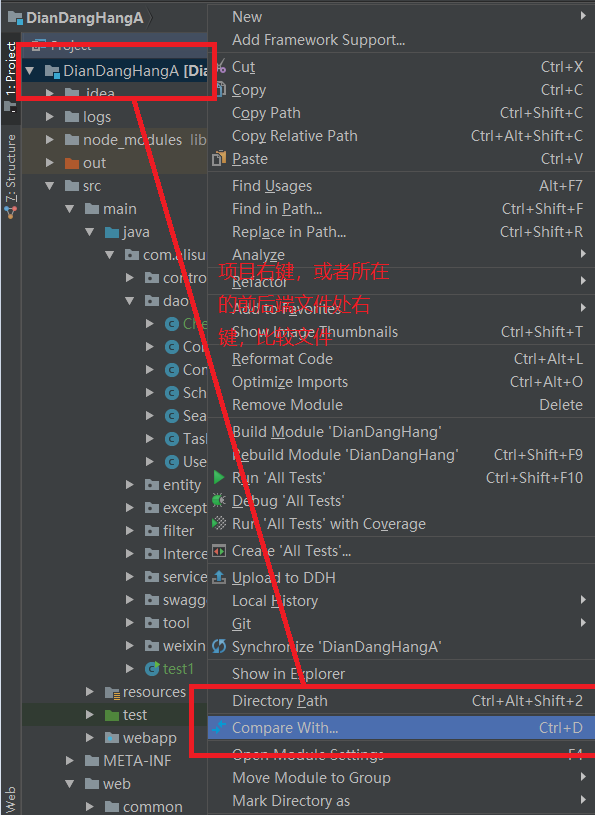 DianDangHangA
New
Add Framework Support...
Project
1: Project
DianDangHangA [Dia
Cut Ctrl+X
.idea
Copy Ctrl+C
logs
Copy Path Ctrl+Shift+C
node_modules lib
Copy Relative Path Ctrl+Alt+Shift+C
out
Paste Ctrl+V
7: Structure
src
Find Usages Alt+F7
main
Find in Path... Ctrl+Shift+F
java
Replace in Path... Ctrl+Shift+R
com.alisu
Analyze
项目右键，或者所在
的前后端文件处右
键，比较文件
contro
Refactor
dao
Add to Favorites
Che
Show Image Thumbnails Ctrl+Shift+T
Col
Reformat Code Ctrl+Alt+L
Con
Optimize Imports Ctrl+Alt+O
Sch
Remove Module Delete
Sea
Build Module 'DianDangHang'
Task
Rebuild Module 'DianDangHang' Ctrl+Shift+F9
Use
Run 'All Tests' Ctrl+Shift+F10
entity
Debug 'All Tests'
except
Run 'All Tests' with Coverage
filter
Create 'All Tests'...
Interce
Upload to DDH
service
Local History
swagg
Git
tool
Synchronize 'DianDangHangA'
weixin
Show in Explorer
test1
Directory Path Ctrl+Alt+Shift+2
resources
Compare With... Ctrl+D
test
Open Module Settings F4
webapp
Move Module to Group
META-INF
Mark Directory as
web
common
Web